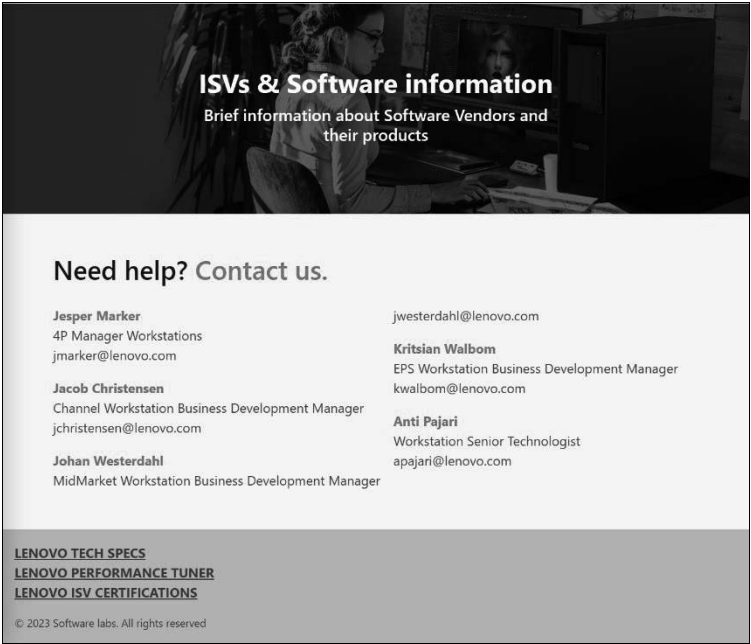 ISVs & Software information
Brief information about Software Vendors and
their products
Need help? Contact us.
Jesper Marker
4P Manager Workstations
jmarker@lenovo.com
Jacob Christensen
Channel Workstation Business Development Manager
jchristensen@lenovo.com
Johan Westerdahl
MidMarket Workstation Business Development Manager
jwesterdahl@lenovo.com
Kritsian Walbom
EPS Workstation Business Development Manager
kwalbom@lenovo.com
Anti Pajari
Workstation Senior Technologist
apajari@lenovo.com
LENOVO TECH SPECS
LENOVO PERFORMANCE TUNER
LENOVO ISV CERTIFICATIONS
© 2023 Software labs. All rights reserved